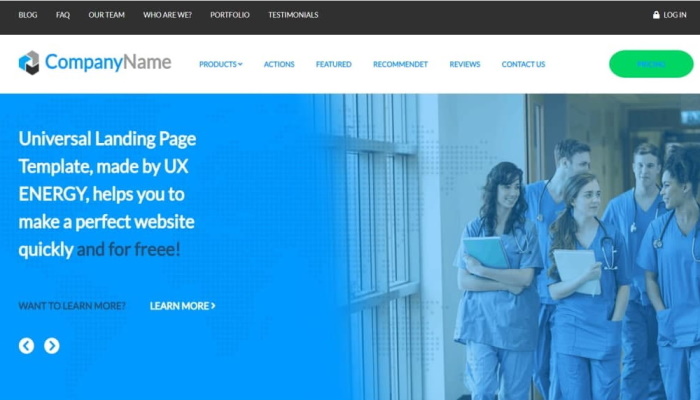 BLOG FAQ OUR TEAM WHO ARE WE? PORTFOLIO TESTIMONIALS LOG IN
CompanyName PRODUCTS ACTIONS FEATURED RECOMMENDET REVIEWS CONTACT US PRICING
Universal Landing Page
Template, made by UX
ENERGY, helps you to
make a perfect website
quickly and for freee!
WANT TO LEARN MORE? LEARN MORE